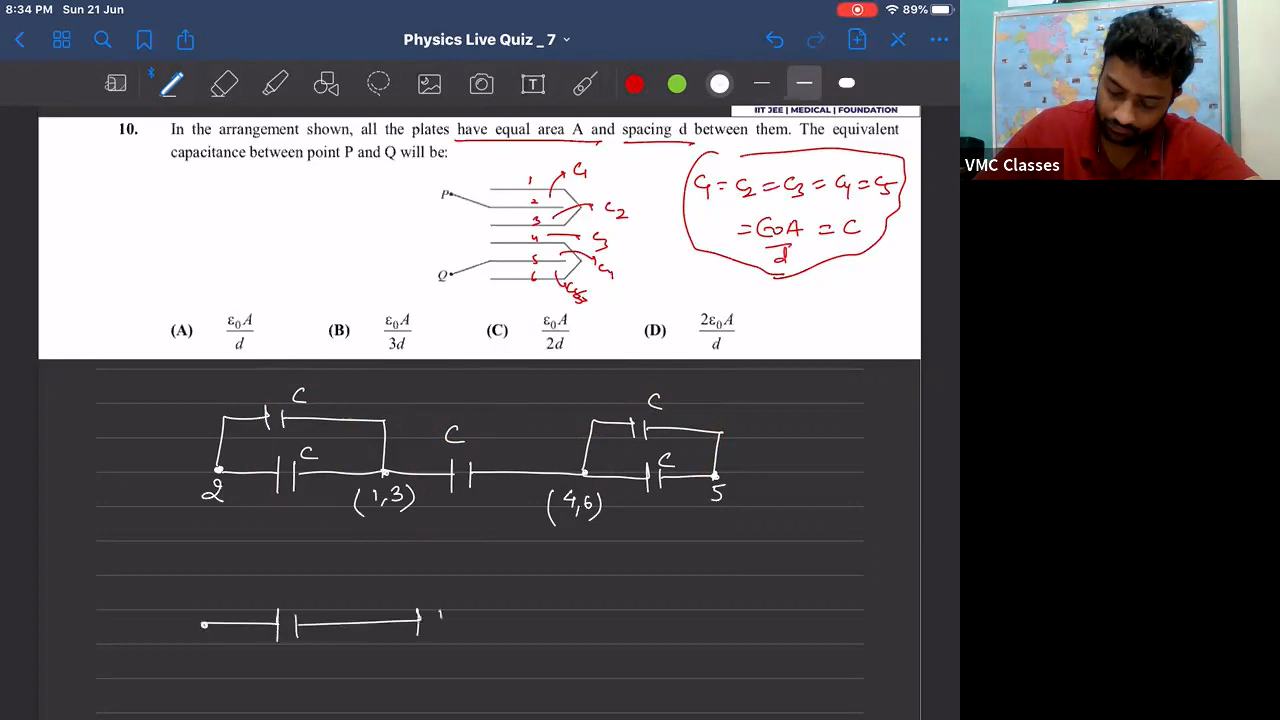 8:34 PM Sun 21 Jun
89%
Physics Live Quiz _ 7
T
IIT JEE | MEDICAL | FOUNDATION
10. In the arrangement shown, all the plates have equal area A and spacing d between them. The equivalent
capacitance between point P and Q will be:
P
Q
1
2
3
4
5
6
C1
C2
C3
C4
C5
C1 = C2 = C3 = C4 = C5
= ε0A/d = C
(A) ε0A/d (B) ε0A/3d (C) ε0A/2d (D) 2ε0A/d
C
C
C
C
C
2
(1,3)
(4,6)
5
VMC Classes